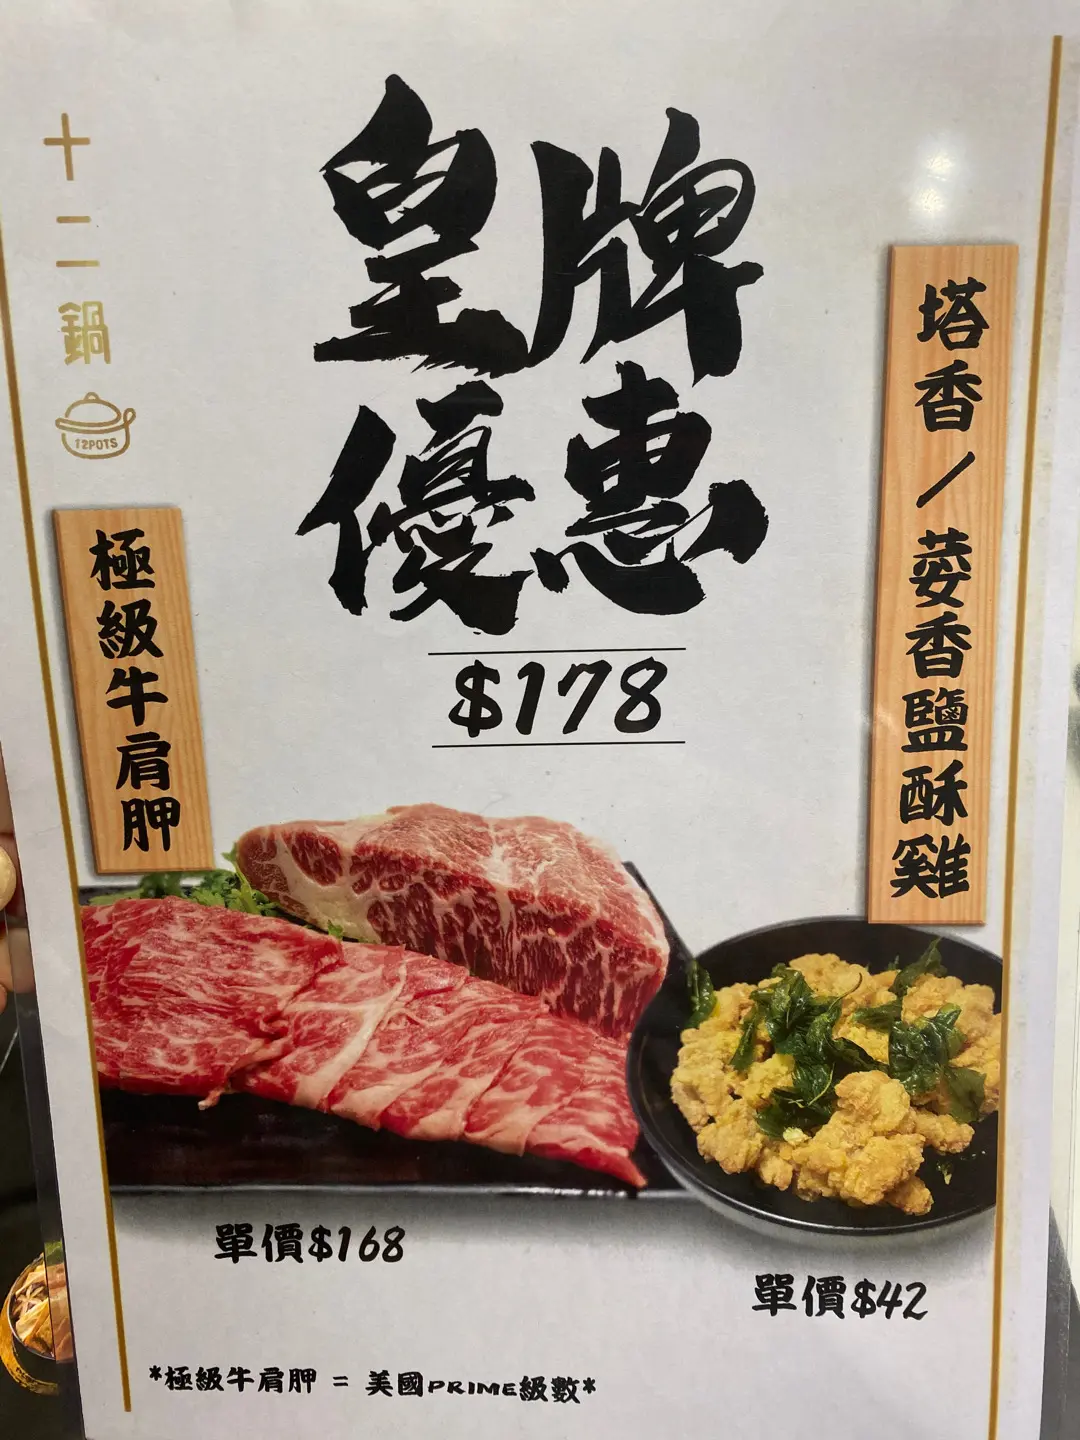 十二鍋
12POTS
皇牌
優惠
$178
極級牛肩胛
塔香/蒌香鹽酥雞
單價$168
單價$42
*極級牛肩胛 = 美國PRIME級數*